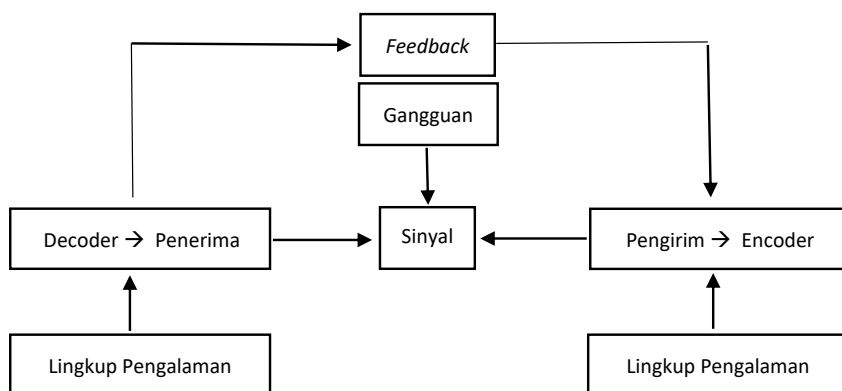 Feedback
Gangguan
Decoder → Penerima
Sinyal
Pengirim → Encoder
Lingkup Pengalaman
Lingkup Pengalaman